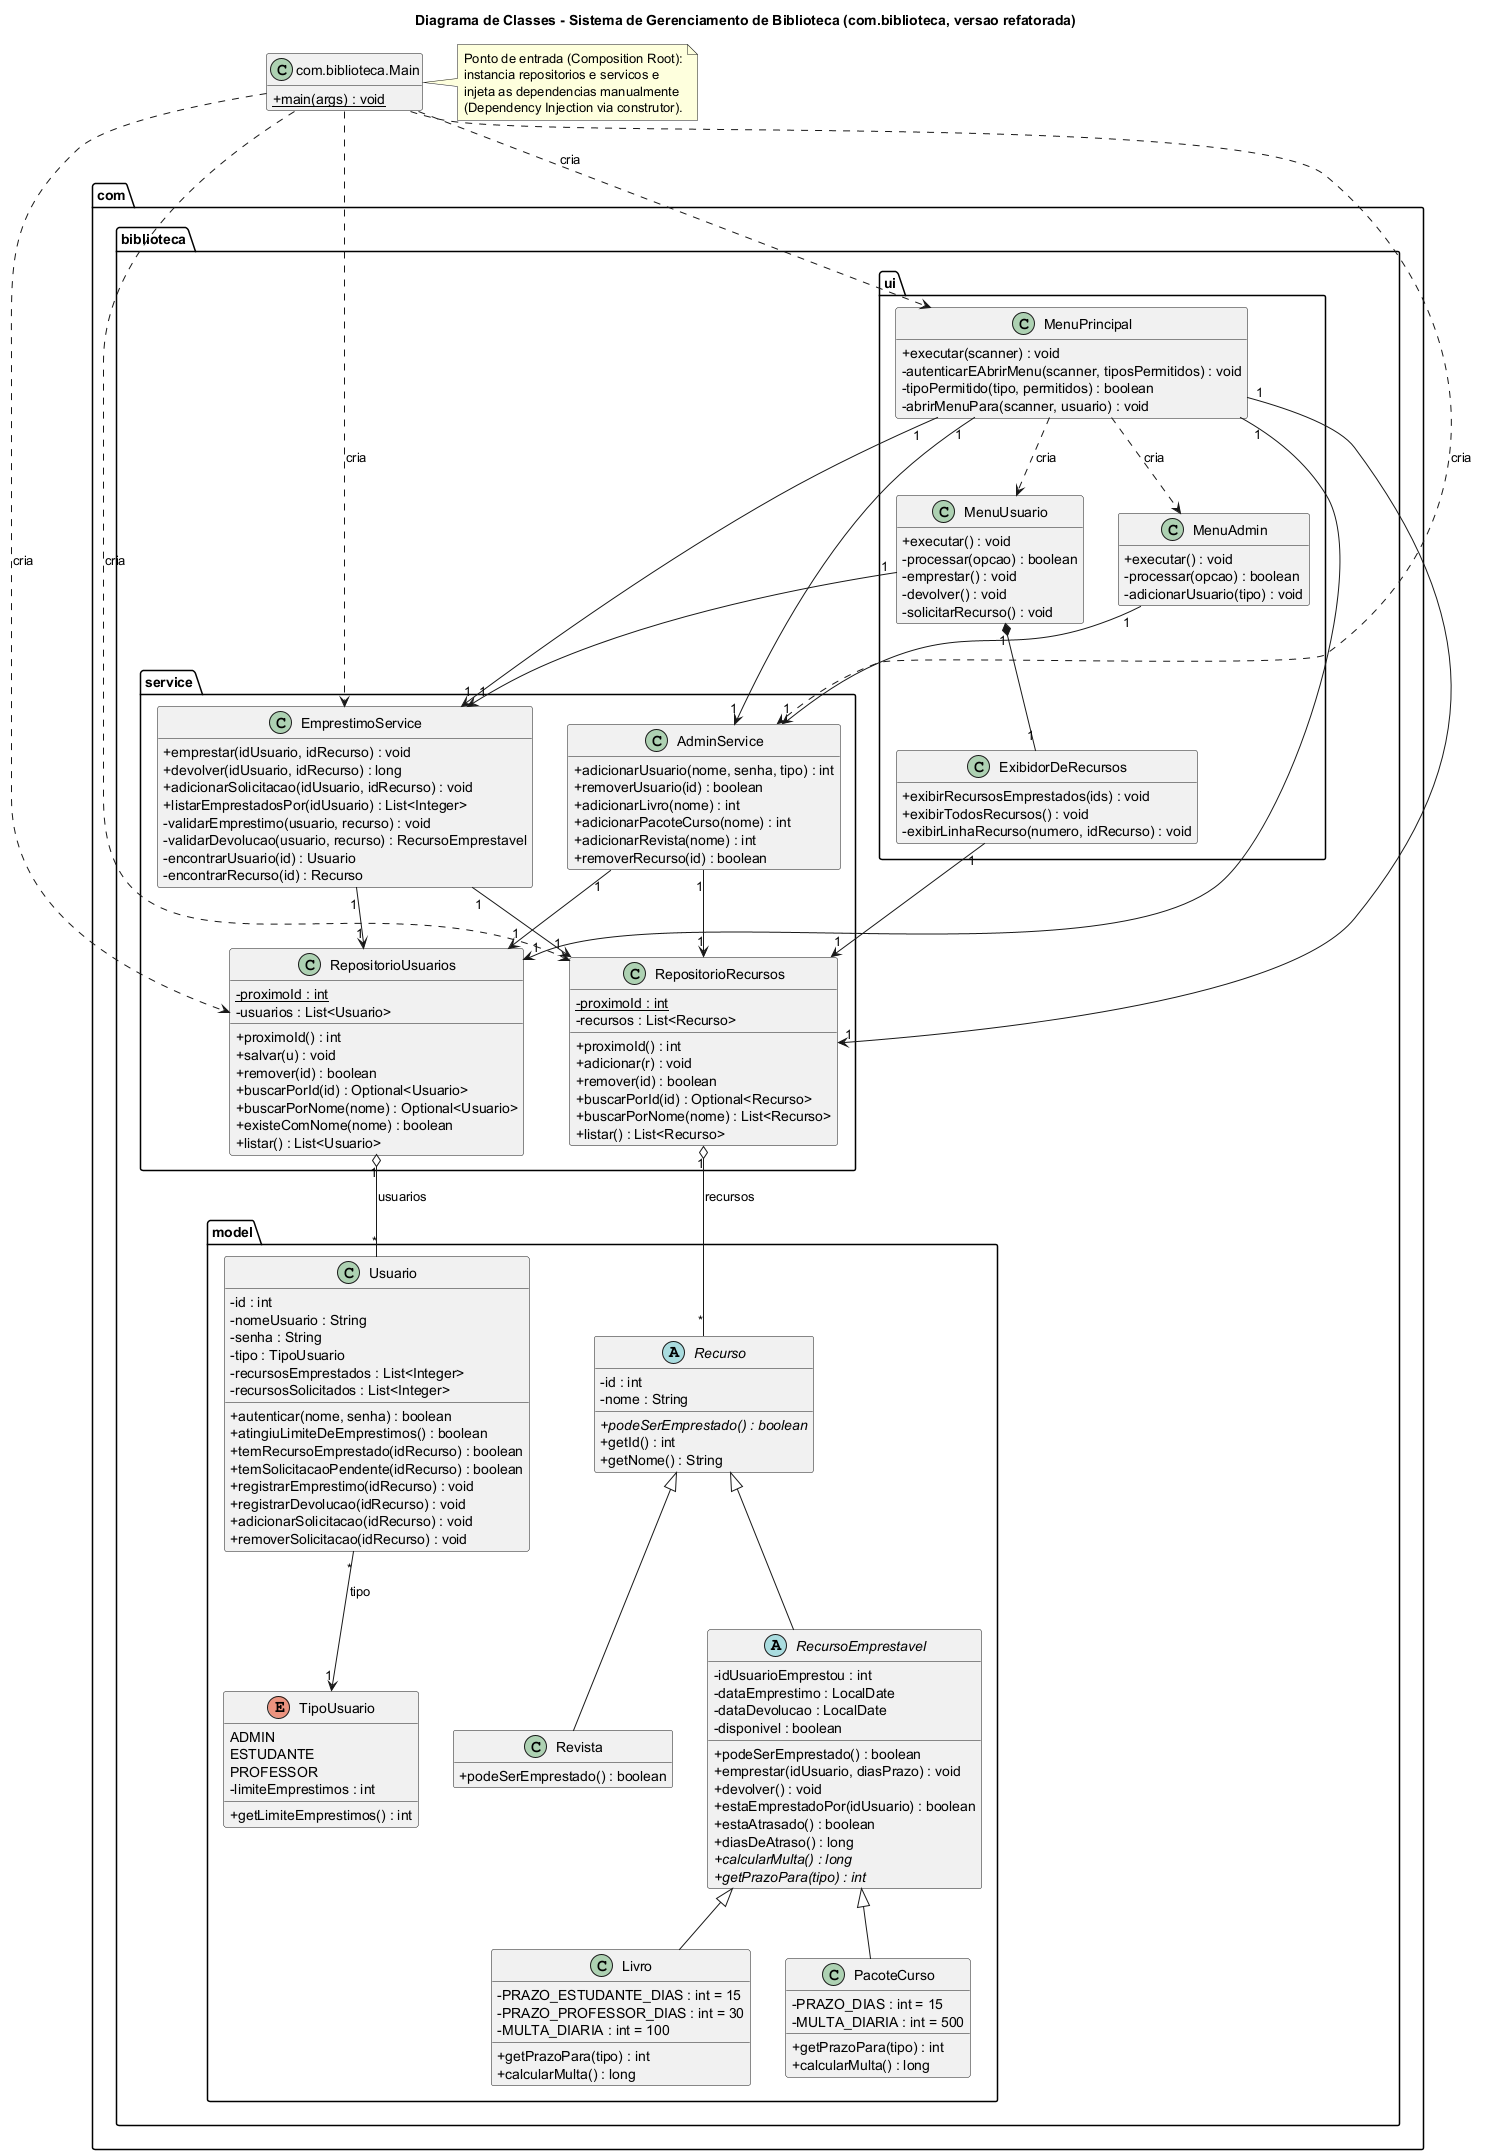 Diagrama de Classes - Sistema de Gerenciamento de Biblioteca (com.biblioteca, versao refatorada)
C com.biblioteca.Main
+main(args) : void
Ponto de entrada (Composition Root):
instancia repositorios e servicos e
injeta as dependencias manualmente
(Dependency Injection via construtor).
cria
com
biblioteca
ui
C MenuPrincipal
+executar(scanner) : void
-autenticarEAbrirMenu(scanner, tiposPermitidos) : void
-tipoPermitido(tipo, permitidos) : boolean
-abrirMenuPara(scanner, usuario) : void
1
1
1
1
cria
cria
cria
cria
C MenuUsuario
+executar() : void
-processar(opcao) : boolean
-emprestar() : void
-devolver() : void
-solicitarRecurso() : void
1
1
C MenuAdmin
+executar() : void
-processar(opcao) : boolean
-adicionarUsuario(tipo) : void
1
cria
cria
service
1
1
1
1
1
C EmprestimoService
+emprestar(idUsuario, idRecurso) : void
+devolver(idUsuario, idRecurso) : long
+adicionarSolicitacao(idUsuario, idRecurso) : void
+listarEmprestadosPor(idUsuario) : List<Integer>
-validarEmprestimo(usuario, recurso) : void
-validarDevolucao(usuario, recurso) : RecursoEmprestavel
-encontrarUsuario(id) : Usuario
-encontrarRecurso(id) : Recurso
C AdminService
+adicionarUsuario(nome, senha, tipo) : int
+removerUsuario(id) : boolean
+adicionarLivro(nome) : int
+adicionarPacoteCurso(nome) : int
+adicionarRevista(nome) : int
+removerRecurso(id) : boolean
C ExibidorDeRecursos
+exibirRecursosEmprestados(ids) : void
+exibirTodosRecursos() : void
-exibirLinhaRecurso(numero, idRecurso) : void
1
1
1
1
1
1
1
1
1
1
1
1
C RepositorioUsuarios
-proximoId : int
-usuarios : List<Usuario>
+proximoId() : int
+salvar(u) : void
+remover(id) : boolean
+buscarPorId(id) : Optional<Usuario>
+buscarPorNome(nome) : Optional<Usuario>
+existeComNome(nome) : boolean
+listar() : List<Usuario>
C RepositorioRecursos
-proximoId : int
-recursos : List<Recurso>
+proximoId() : int
+adicionar(r) : void
+remover(id) : boolean
+buscarPorId(id) : Optional<Recurso>
+buscarPorNome(nome) : List<Recurso>
+listar() : List<Recurso>
1
1
usuarios
recursos
*
*
model
C Usuario
-id : int
-nomeUsuario : String
-senha : String
-tipo : TipoUsuario
-recursosEmprestados : List<Integer>
-recursosSolicitados : List<Integer>
+autenticar(nome, senha) : boolean
+atingiuLimiteDeEmprestimos() : boolean
+temRecursoEmprestado(idRecurso) : boolean
+temSolicitacaoPendente(idRecurso) : boolean
+registrarEmprestimo(idRecurso) : void
+registrarDevolucao(idRecurso) : void
+adicionarSolicitacao(idRecurso) : void
+removerSolicitacao(idRecurso) : void
A Recurso
-id : int
-nome : String
+podeSerEmprestado() : boolean
+getId() : int
+getNome() : String
*
tipo
1
E TipoUsuario
ADMIN
ESTUDANTE
PROFESSOR
-limiteEmprestimos : int
+getLimiteEmprestimos() : int
C Revista
+podeSerEmprestado() : boolean
A RecursoEmprestavel
-idUsuarioEmprestou : int
-dataEmprestimo : LocalDate
-dataDevolucao : LocalDate
-disponivel : boolean
+podeSerEmprestado() : boolean
+emprestar(idUsuario, diasPrazo) : void
+devolver() : void
+estaEmprestadoPor(idUsuario) : boolean
+estaAtrasado() : boolean
+diasDeAtraso() : long
+calcularMulta() : long
+getPrazoPara(tipo) : int
C Livro
-PRAZO_ESTUDANTE_DIAS : int = 15
-PRAZO_PROFESSOR_DIAS : int = 30
-MULTA_DIARIA : int = 100
+getPrazoPara(tipo) : int
+calcularMulta() : long
C PacoteCurso
-PRAZO_DIAS : int = 15
-MULTA_DIARIA : int = 500
+getPrazoPara(tipo) : int
+calcularMulta() : long